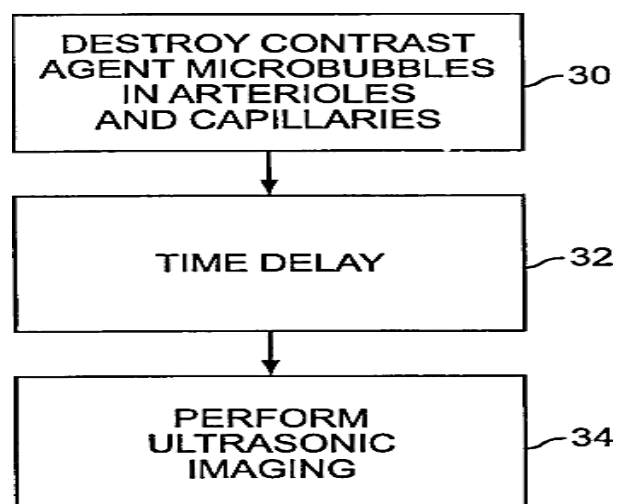 DESTROY CONTRAST
AGENT MICROBUBBLES
IN ARTERIOLES
AND CAPILLARIES
30
TIME DELAY
32
PERFORM
ULTRASONIC
IMAGING
34